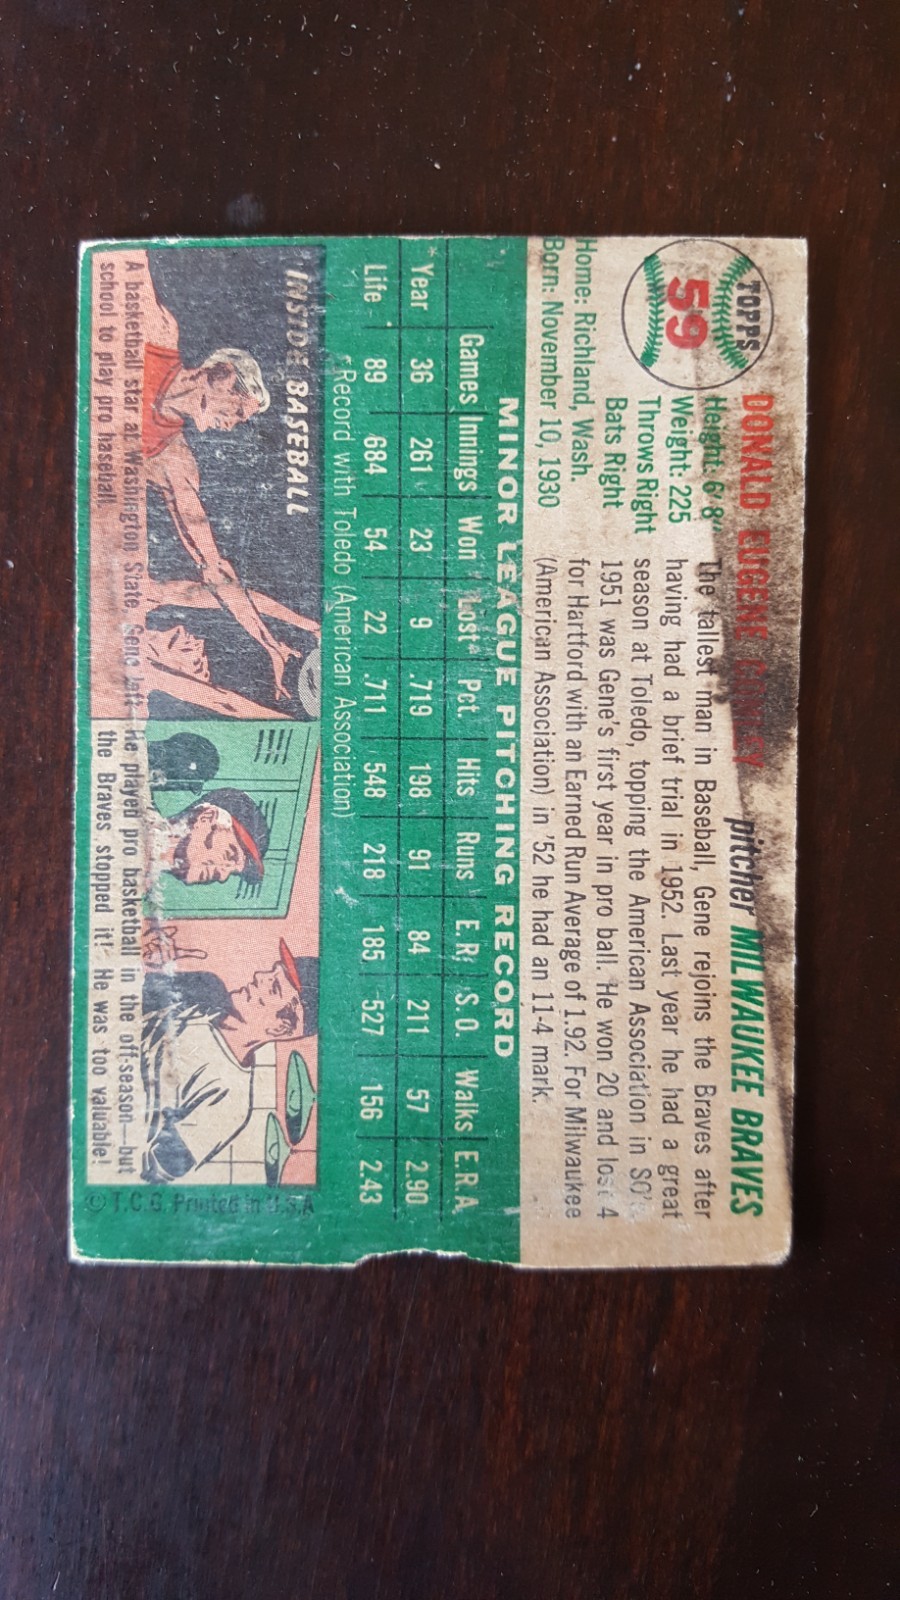 TOPPS
59
DONALD EUGENE CONLEY pitcher MILWAUKEE BRAVES
Height: 6' 8"
Weight: 225
Throws Right
Bats Right
Home: Richland, Wash.
Born: November 10, 1930
The tallest man in Baseball, Gene rejoins the Braves after
having had a brief trial in 1952. Last year he had a great
season at Toledo, topping the American Association in SO's.
1951 was Gene's first year in pro ball. He won 20 and lost 4
for Hartford with an Earned Run Average of 1.92. For Milwaukee
(American Association) in '52 he had an 11-4 mark.
MINOR LEAGUE PITCHING RECORD
Games Innings Won Lost Pct. Hits Runs E.R. S.O. Walks E.R.A.
*Year 36 261 23 9 .719 198 91 84 211 57 2.90
Life 89 684 54 22 .711 548 218 185 527 156 2.43
*Record with Toledo (American Association)
INSIDE BASEBALL
A basketball star at Washington State, Gene left
school to play pro baseball.
He played pro basketball in the off-season—but
the Braves stopped it! He was too valuable!
© T.C.G. Printed in U.S.A